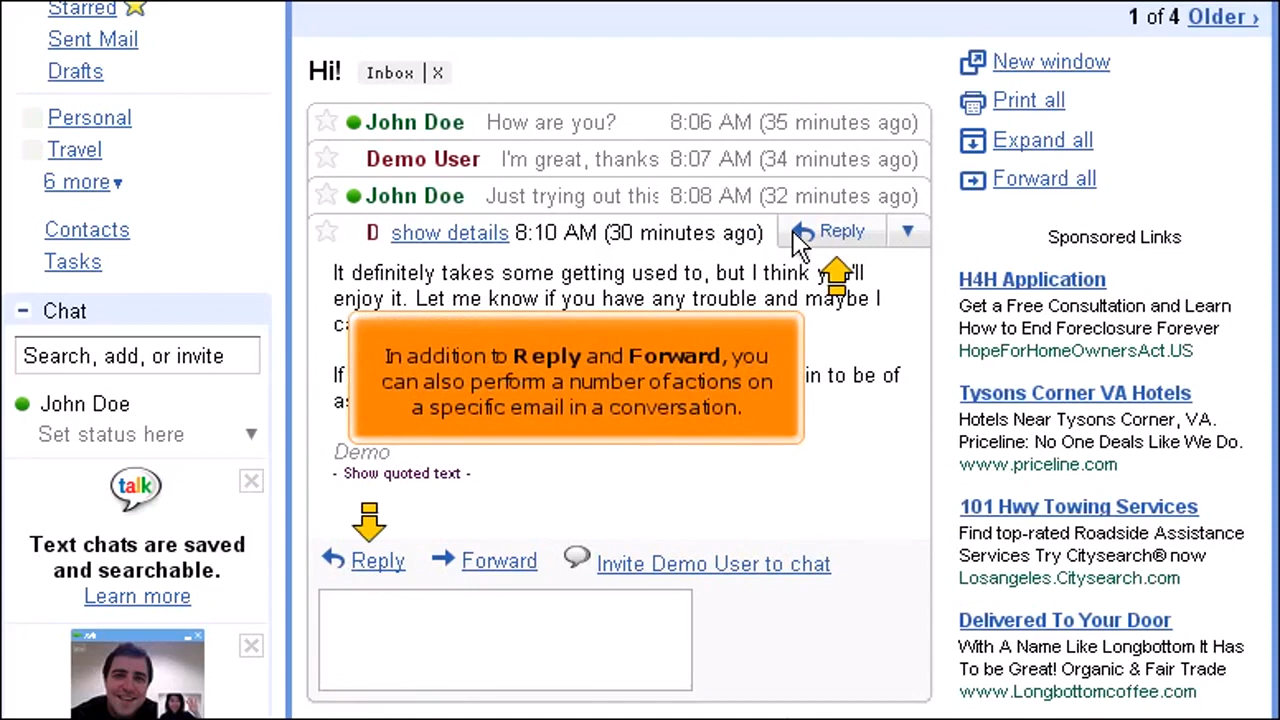 Starred
Sent Mail
Drafts
Personal
Travel
6 more▾
Contacts
Tasks
− Chat
Search, add, or invite
John Doe
Set status here
talk
Text chats are saved
and searchable.
Learn more
1 of 4 Older ›
Hi! Inbox | X
John Doe How are you? 8:06 AM (35 minutes ago)
Demo User I'm great, thanks 8:07 AM (34 minutes ago)
John Doe Just trying out this 8:08 AM (32 minutes ago)
D show details 8:10 AM (30 minutes ago) Reply
It definitely takes some getting used to, but I think you'll
enjoy it. Let me know if you have any trouble and maybe I
In addition to Reply and Forward, you
can also perform a number of actions on
a specific email in a conversation.
If in to be of
Demo
- Show quoted text -
Reply Forward Invite Demo User to chat
New window
Print all
Expand all
Forward all
Sponsored Links
H4H Application
Get a Free Consultation and Learn
How to End Foreclosure Forever
HopeForHomeOwnersAct.US
Tysons Corner VA Hotels
Hotels Near Tysons Corner, VA.
Priceline: No One Deals Like We Do.
www.priceline.com
101 Hwy Towing Services
Find top-rated Roadside Assistance
Services Try Citysearch® now
Losangeles.Citysearch.com
Delivered To Your Door
With A Name Like Longbottom It Has
To be Great! Organic & Fair Trade
www.Longbottomcoffee.com